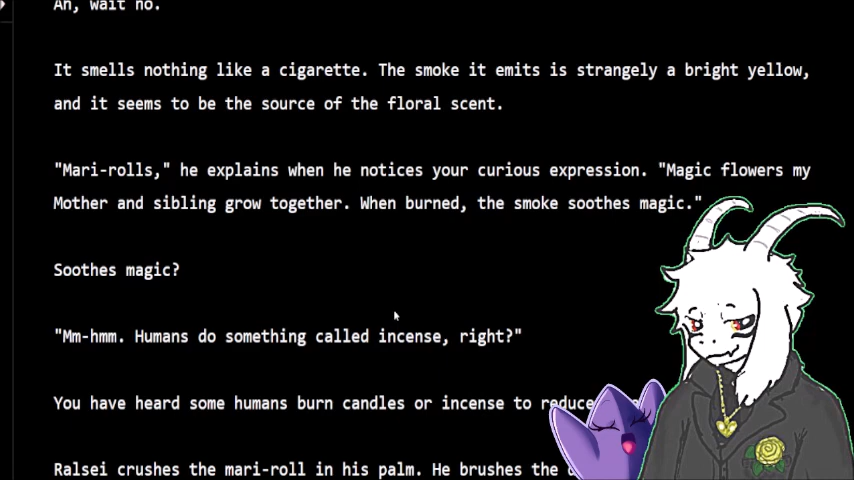 Ah, wait no.
It smells nothing like a cigarette. The smoke it emits is strangely a bright yellow,
and it seems to be the source of the floral scent.
"Mari-rolls," he explains when he notices your curious expression. "Magic flowers my
Mother and sibling grow together. When burned, the smoke soothes magic."
Soothes magic?
"Mm-hmm. Humans do something called incense, right?"
You have heard some humans burn candles or incense to reduce
Ralsei crushes the mari-roll in his palm. He brushes the